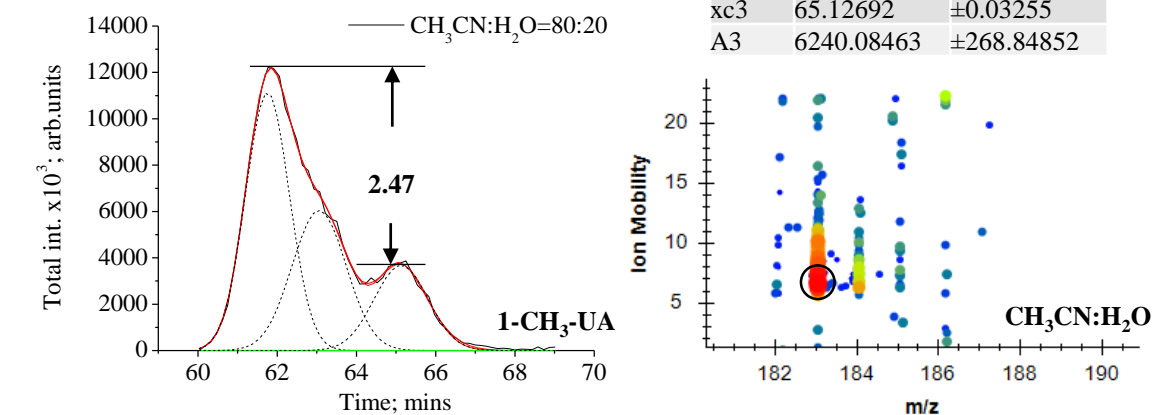 14000
12000
10000
8000
6000
4000
2000
0
Total int. x10⁻³; arb.units
CH₃CN:H₂O=80:20
2.47
1-CH₃-UA
60 62 64 66 68 70
Time; mins
xc3 65.12692 ±0.03255
A3 6240.08463 ±268.84852
20
15
10
5
Ion Mobility
CH₃CN:H₂O
182 184 186 188 190
m/z